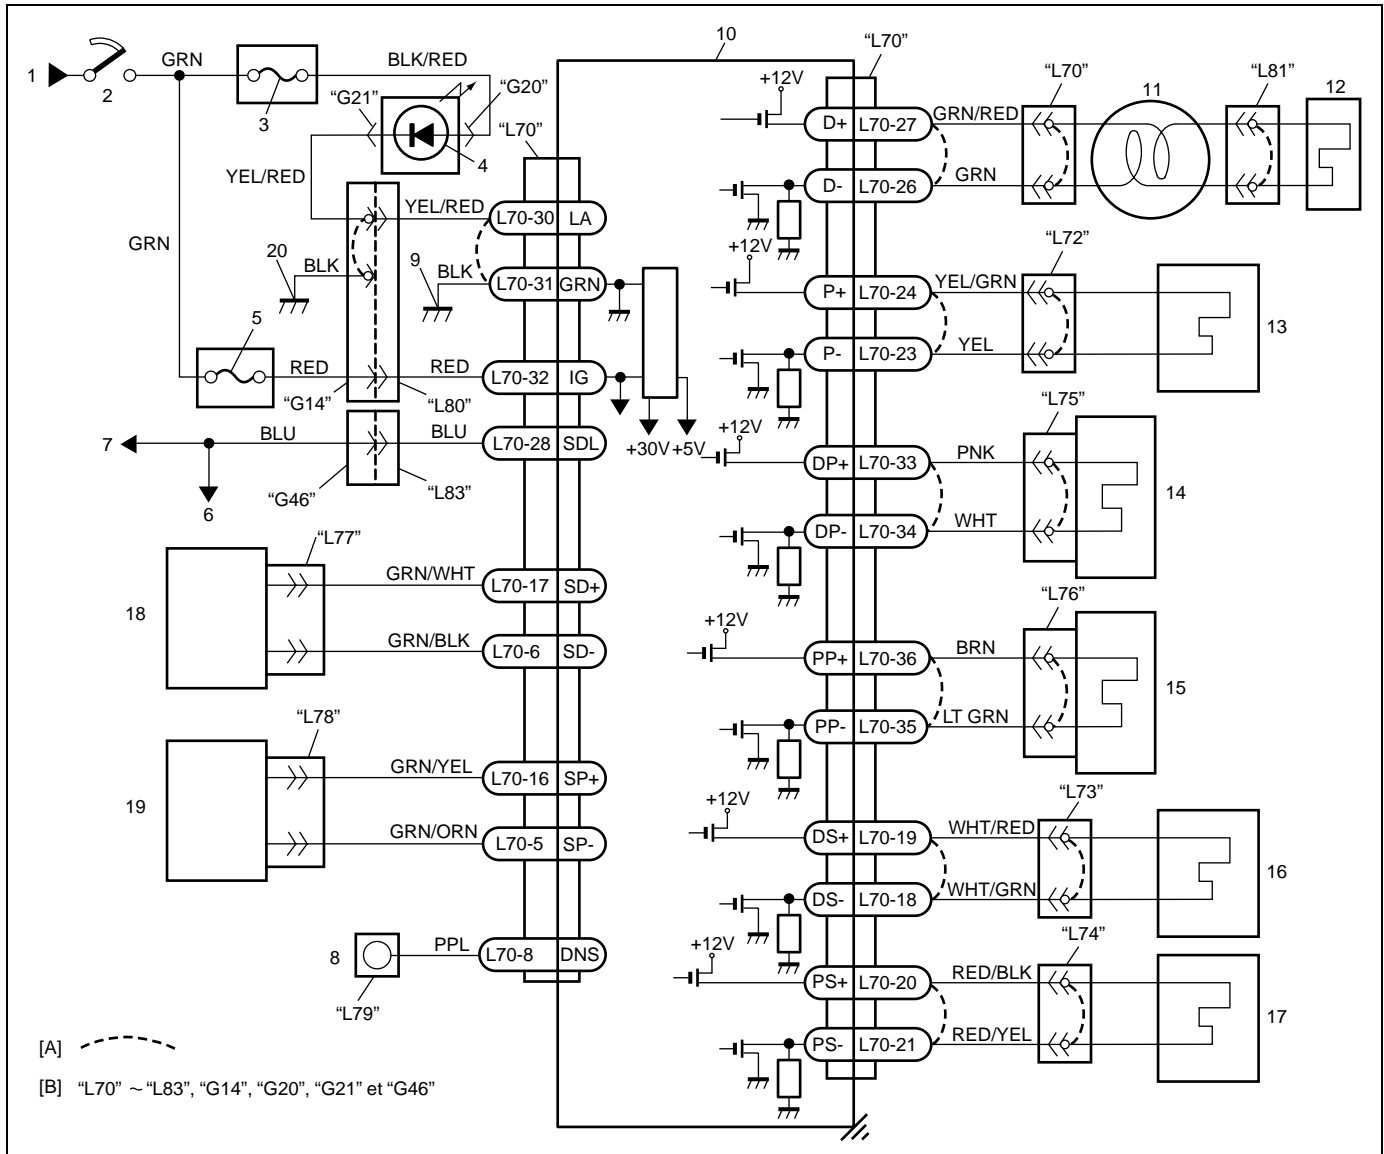 10
"L70"
1
2
GRN
3
BLK/RED
"G21"
"G20"
4
"L70"
YEL/RED
YEL/RED
L70-30 LA
GRN
20
BLK
9
BLK
L70-31 GRN
5
RED
"G14"
"L80"
RED
L70-32 IG
+30V +5V
7
BLU
6
"G46"
"L83"
BLU
L70-28 SDL
18
"L77"
GRN/WHT
L70-17 SD+
GRN/BLK
L70-6 SD-
19
"L78"
GRN/YEL
L70-16 SP+
GRN/ORN
L70-5 SP-
8
"L79"
PPL
L70-8 DNS
+12V
D+ L70-27
GRN/RED
D- L70-26
GRN
"L70"
11
"L81"
12
+12V
P+ L70-24
YEL/GRN
P- L70-23
YEL
"L72"
13
+12V
DP+ L70-33
PNK
DP- L70-34
WHT
"L75"
14
+12V
PP+ L70-36
BRN
PP- L70-35
LT GRN
"L76"
15
+12V
DS+ L70-19
WHT/RED
DS- L70-18
WHT/GRN
"L73"
16
+12V
PS+ L70-20
RED/BLK
PS- L70-21
RED/YEL
"L74"
17
[A]
[B] "L70" ~ "L83", "G14", "G20", "G21" et "G46"